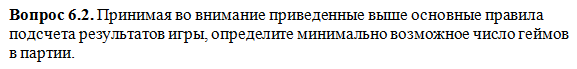 Вопрос 6.2. Принимая во внимание приведенные выше основные правила
подсчета результатов игры, определите минимально возможное число геймов
в партии.